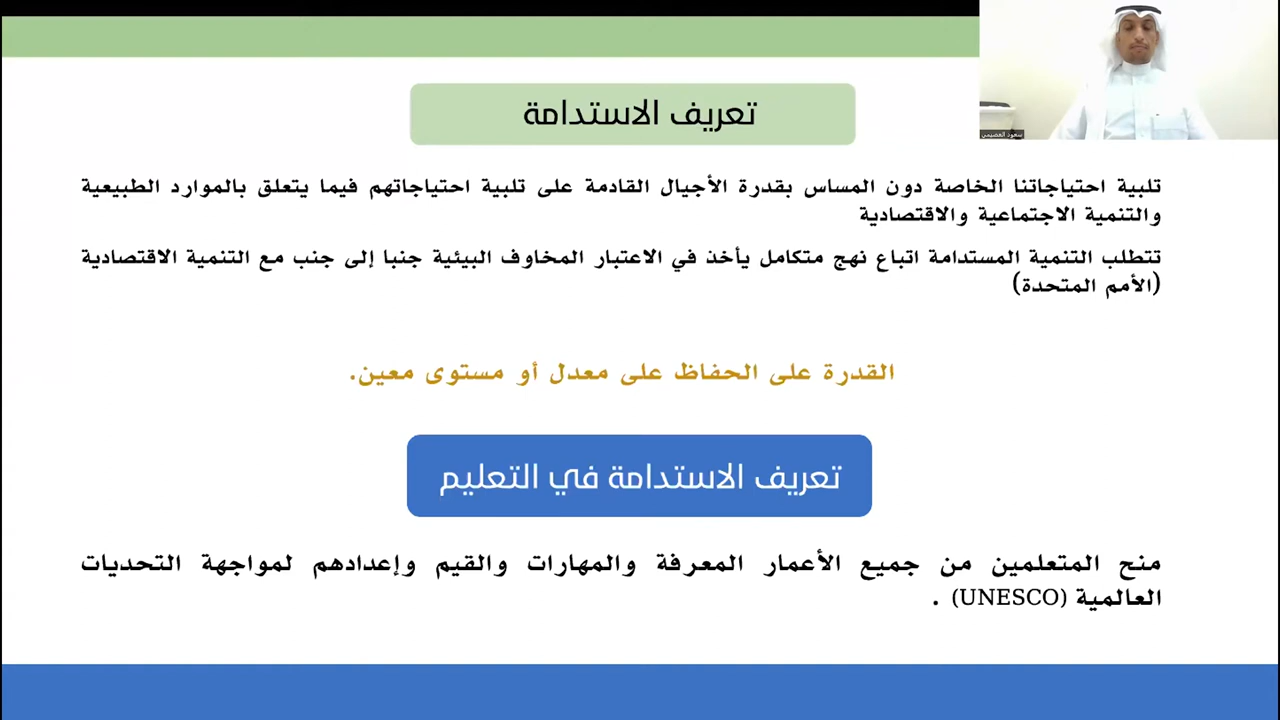 تعريف الاستدامة
تلبية احتياجاتنا الخاصة دون المساس بقدرة الأجيال القادمة على تلبية احتياجاتهم فيما يتعلق بالموارد الطبيعية
والتنمية الاجتماعية والاقتصادية
تتطلب التنمية المستدامة اتباع نهج متكامل يأخذ في الاعتبار المخاوف البيئية جنبا إلى جنب مع التنمية الاقتصادية
(الأمم المتحدة)
القدرة على الحفاظ على معدل أو مستوى معين.
تعريف الاستدامة في التعليم
منح المتعلمين من جميع الأعمار المعرفة والمهارات والقيم وإعدادهم لمواجهة التحديات
العالمية (UNESCO) .
سعود العصيمي